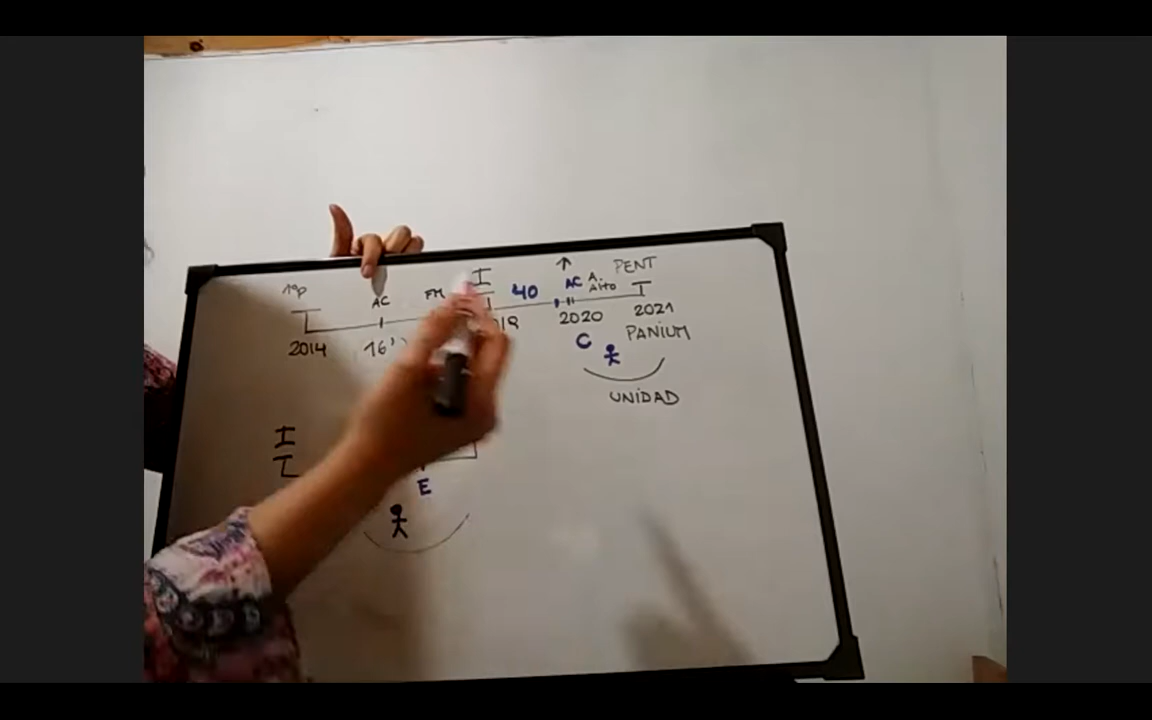 I
↑
PENT
1ºP
AC
FM
40
AC
A.
Alto
2014
16'
2020
2021
PANIUM
C
UNIDAD
I
E